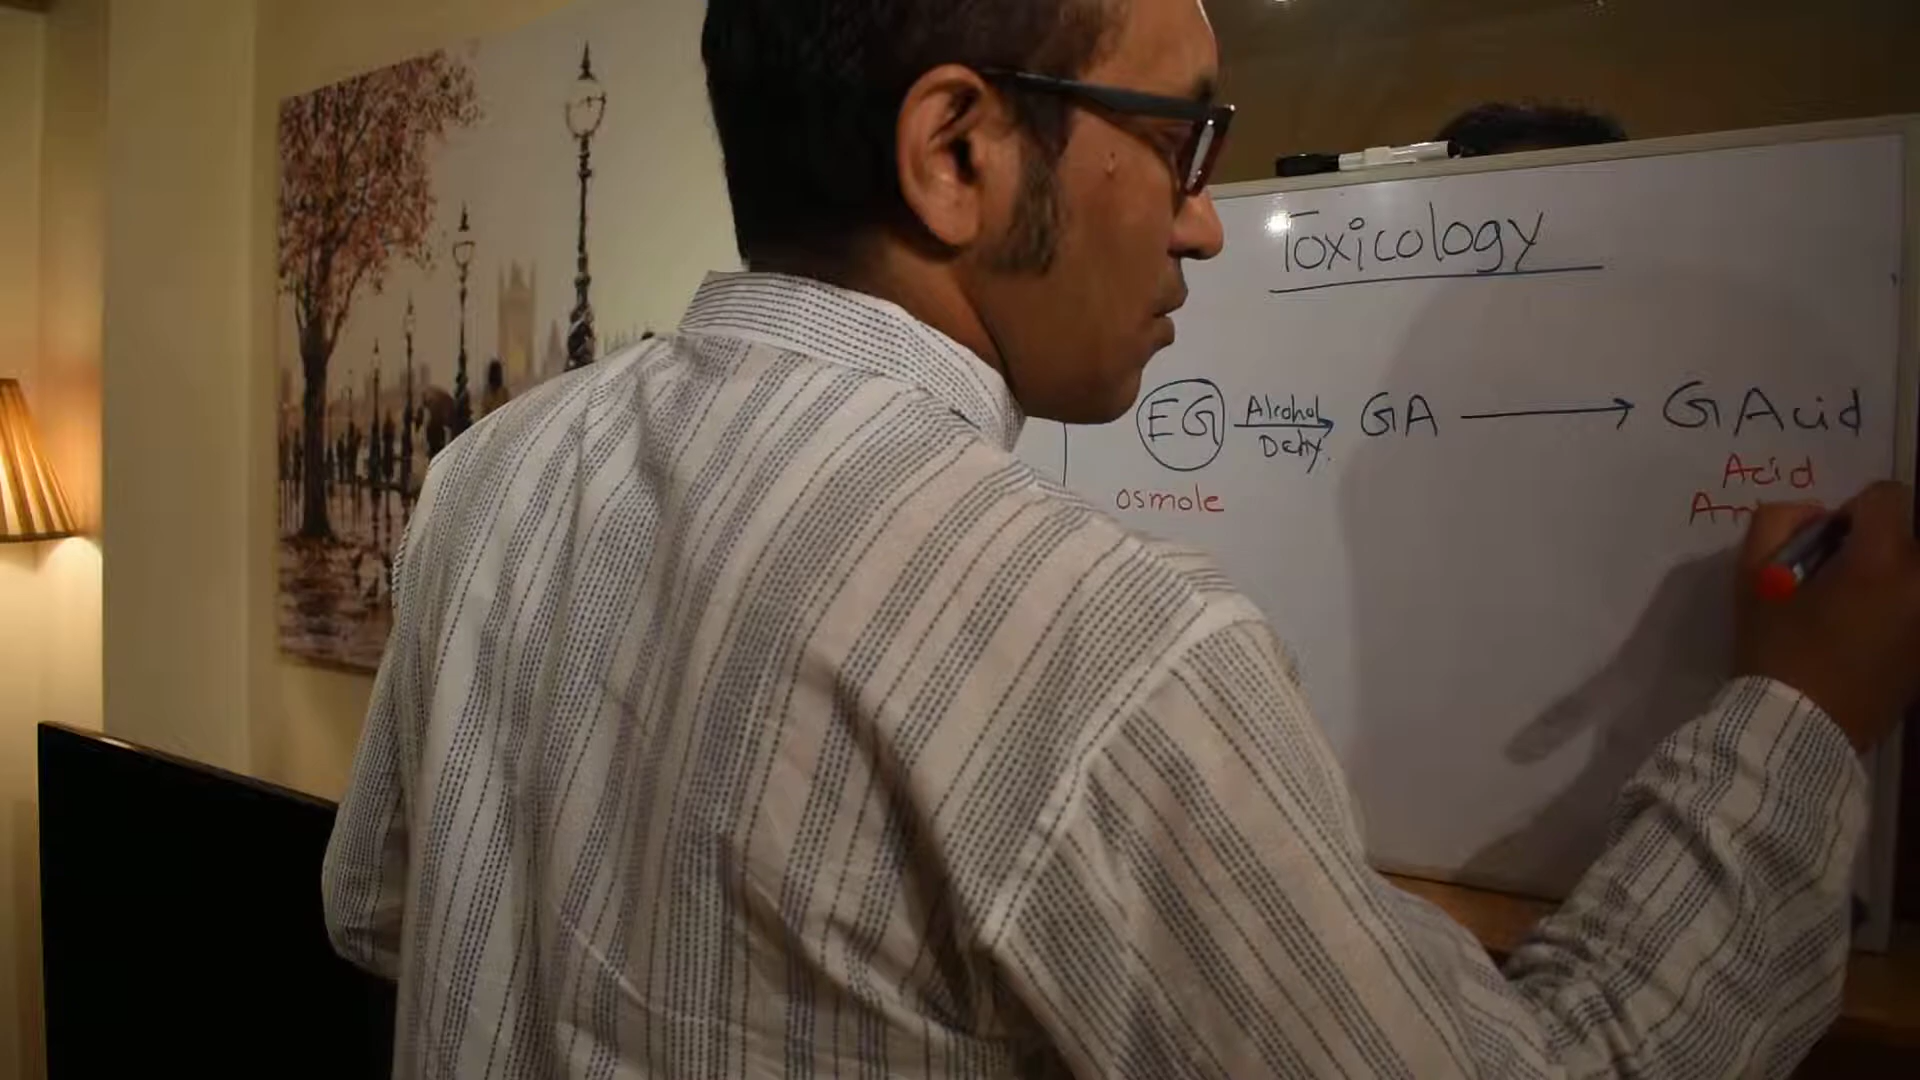 Toxicology
EG Alcohol Dehy. → GA → GAcid
osmole
Acid